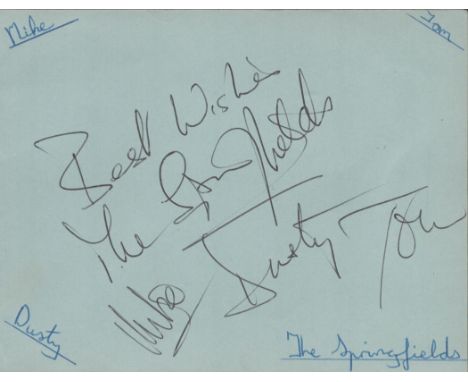 Mike
Tom
Best Wishes
The Springfields
Mike Dusty Tom
Dusty
The Springfields